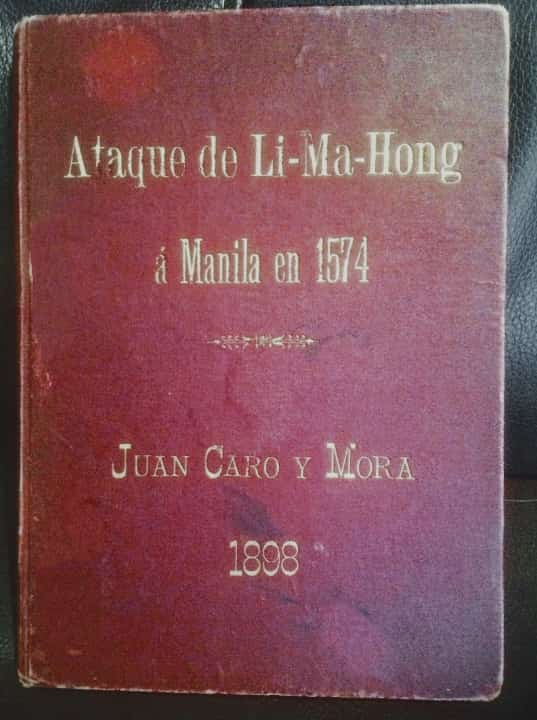 Ataque de Li-Ma-Hong
á Manila en 1574
JUAN CARO Y MORA
1898